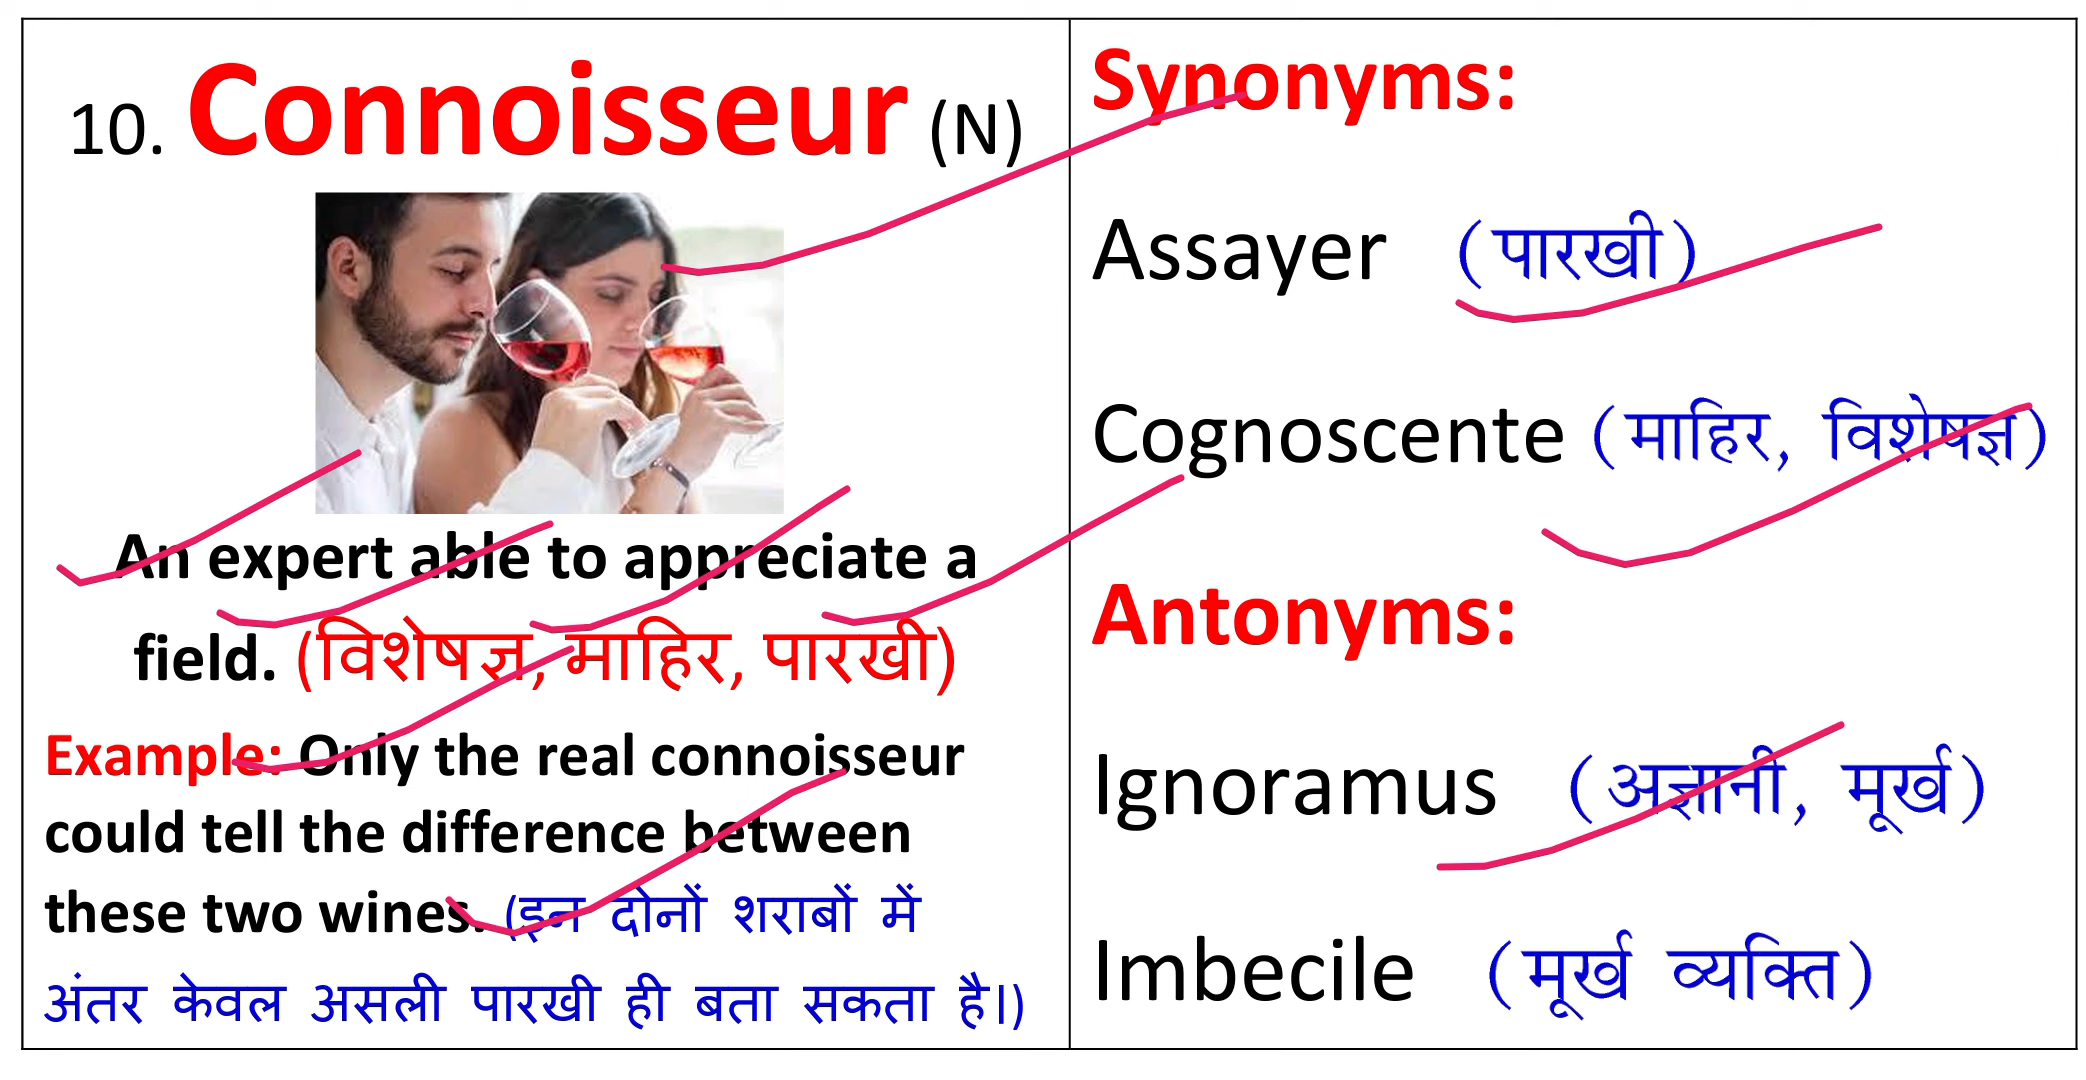 10. Connoisseur (N)
An expert able to appreciate a
field. (विशेषज्ञ, माहिर, पारखी)
Example: Only the real connoisseur
could tell the difference between
these two wines. (इन दोनों शराबों में
अंतर केवल असली पारखी ही बता सकता है।)
Synonyms:
Assayer (पारखी)
Cognoscente (माहिर, विशेषज्ञ)
Antonyms:
Ignoramus (अज्ञानी, मूर्ख)
Imbecile (मूर्ख व्यक्ति)